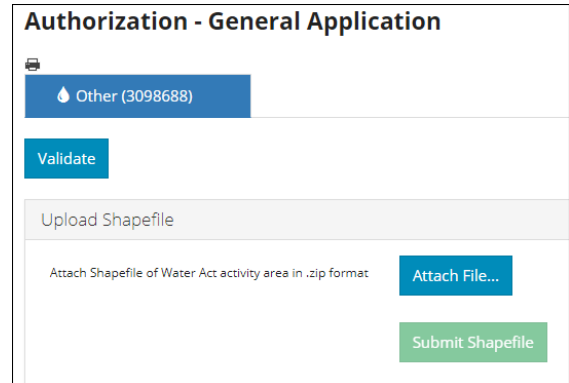 Authorization - General Application
Other (3098688)
Validate
Upload Shapefile
Attach Shapefile of Water Act activity area in .zip format
Attach File...
Submit Shapefile